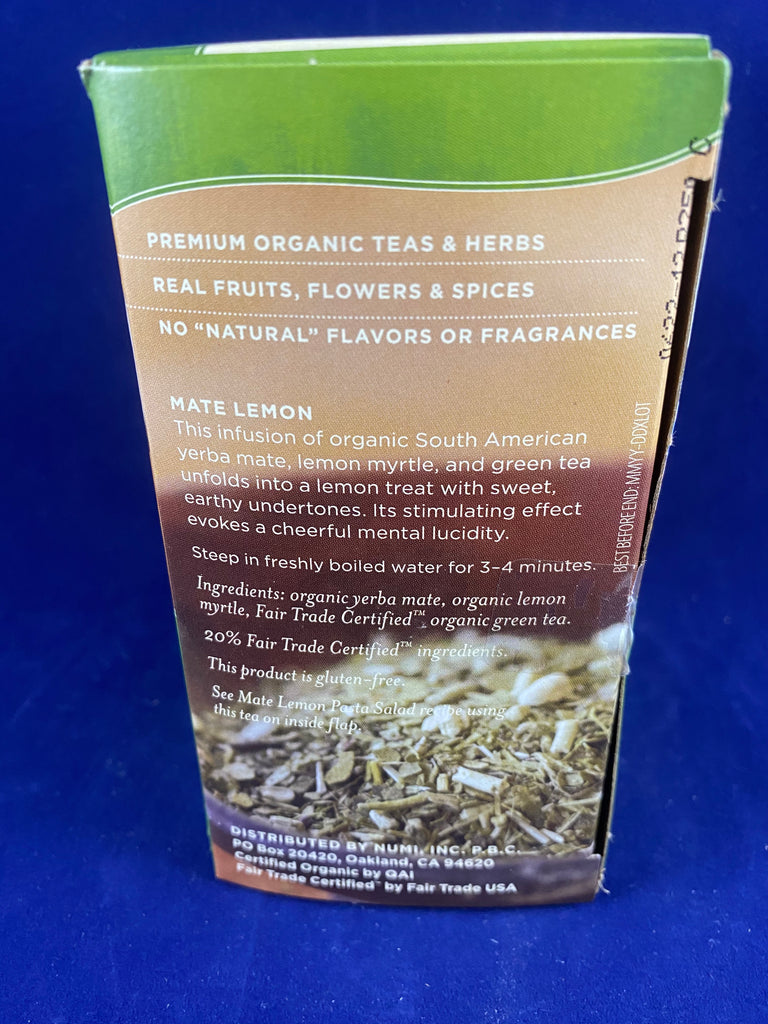 PREMIUM ORGANIC TEAS & HERBS
REAL FRUITS, FLOWERS & SPICES
NO “NATURAL” FLAVORS OR FRAGRANCES
MATE LEMON
This infusion of organic South American
yerba mate, lemon myrtle, and green tea
unfolds into a lemon treat with sweet,
earthy undertones. Its stimulating effect
evokes a cheerful mental lucidity.
Steep in freshly boiled water for 3–4 minutes.
Ingredients: organic yerba mate, organic lemon
myrtle, Fair Trade Certified™ organic green tea.
20% Fair Trade Certified™ ingredients.
This product is gluten-free.
See Mate Lemon Pasta Salad recipe using
this tea on inside flap.
DISTRIBUTED BY NUMI, INC. P.B.C.
PO Box 20420, Oakland, CA 94620
Certified Organic by QAI
Fair Trade Certified™ by Fair Trade USA
BEST BEFORE END: MMYY-DDXLOT